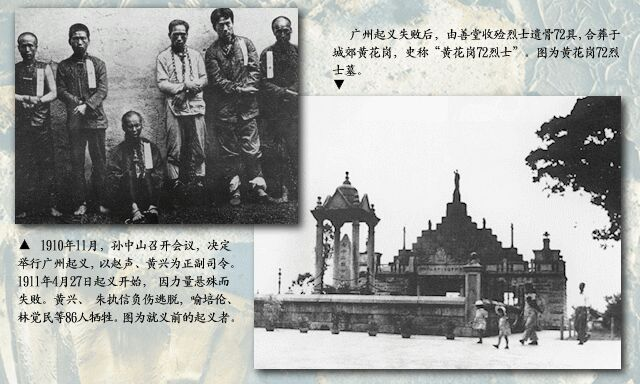 广州起义失败后，由善堂收殓烈士遗骨72具，合葬于
城郊黄花岗，史称“黄花岗72烈士”。图为黄花岗72烈
士墓。
▼
▲ 1910年11月，孙中山召开会议，决定
举行广州起义，以赵声、黄兴为正副司令。
1911年4月27日起义开始， 因力量悬殊而
失败。黄兴、 朱执信负伤逃脱，喻培伦、
林觉民等86人牺牲。图为就义前的起义者。